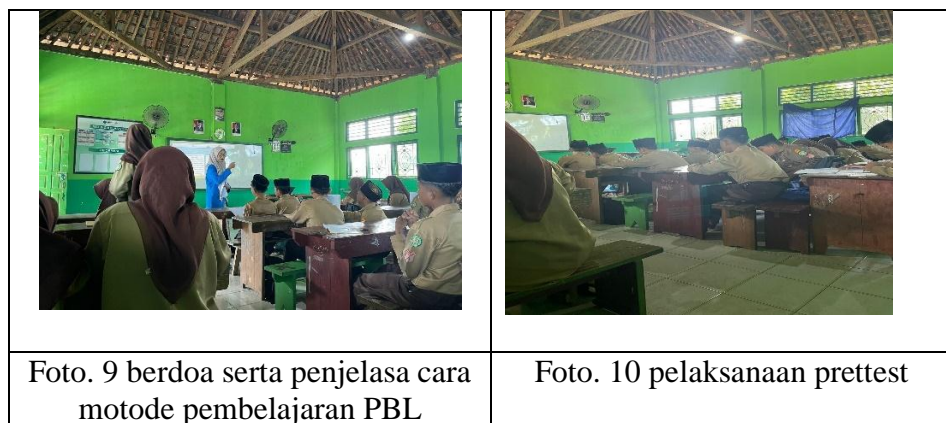 Foto. 9 berdoa serta penjelasa cara
motode pembelajaran PBL
Foto. 10 pelaksanaan prettest